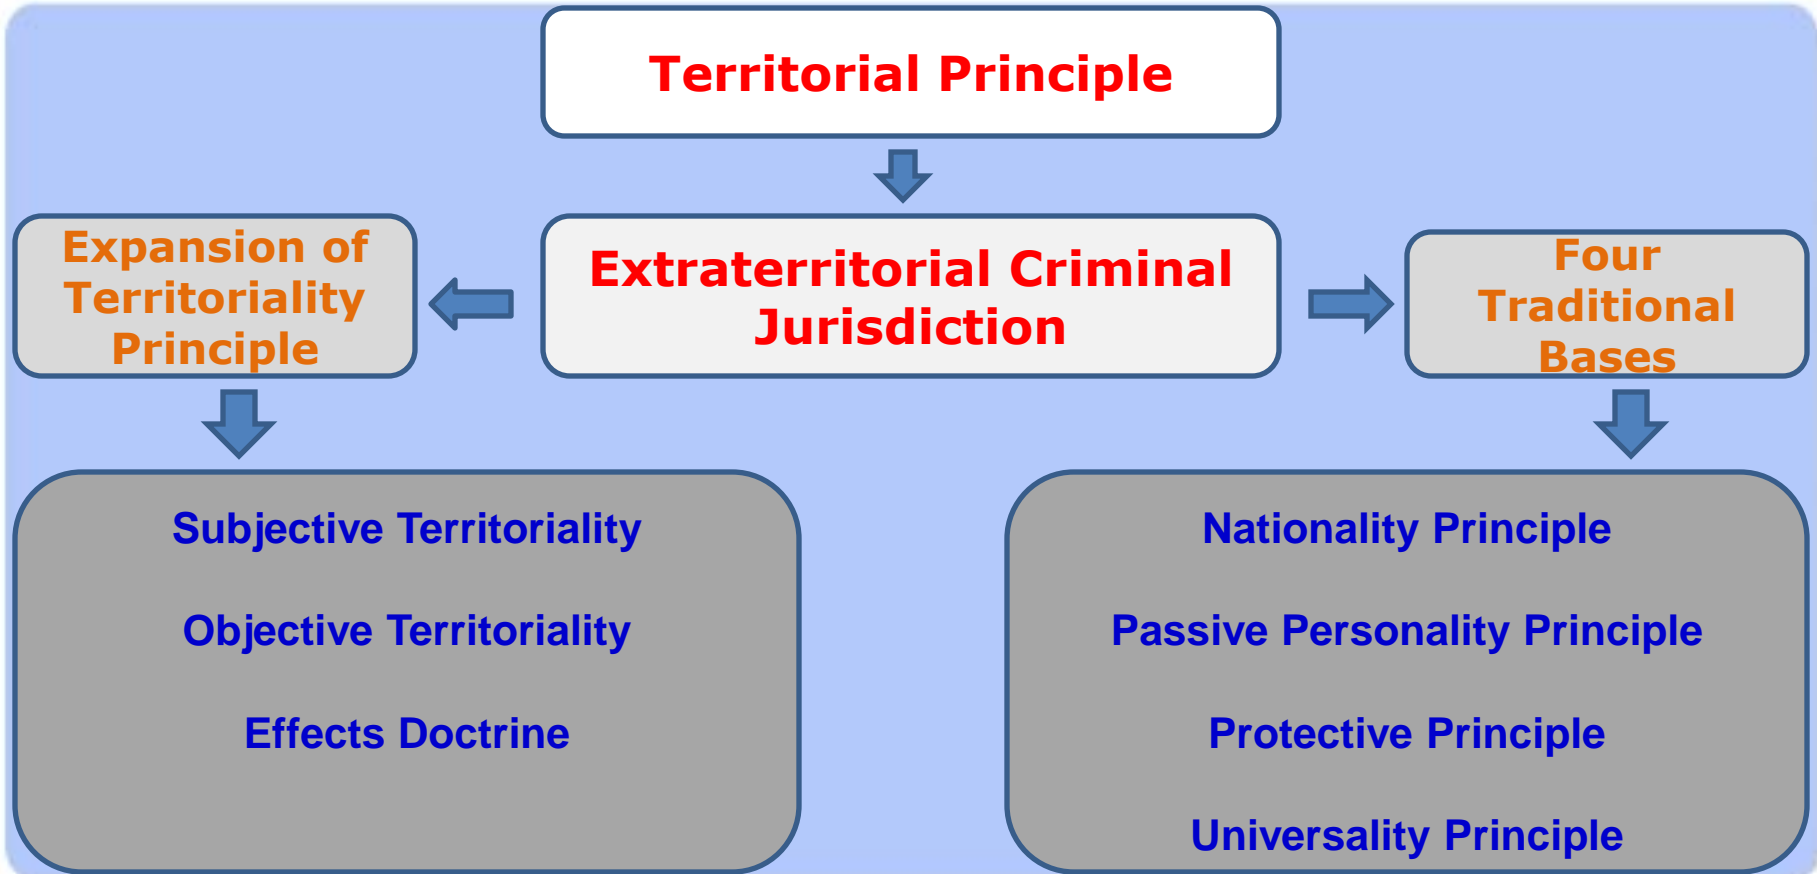 Territorial Principle
Expansion of
Territoriality
Principle
Extraterritorial Criminal
Jurisdiction
Four
Traditional
Bases
Subjective Territoriality
Objective Territoriality
Effects Doctrine
Nationality Principle
Passive Personality Principle
Protective Principle
Universality Principle